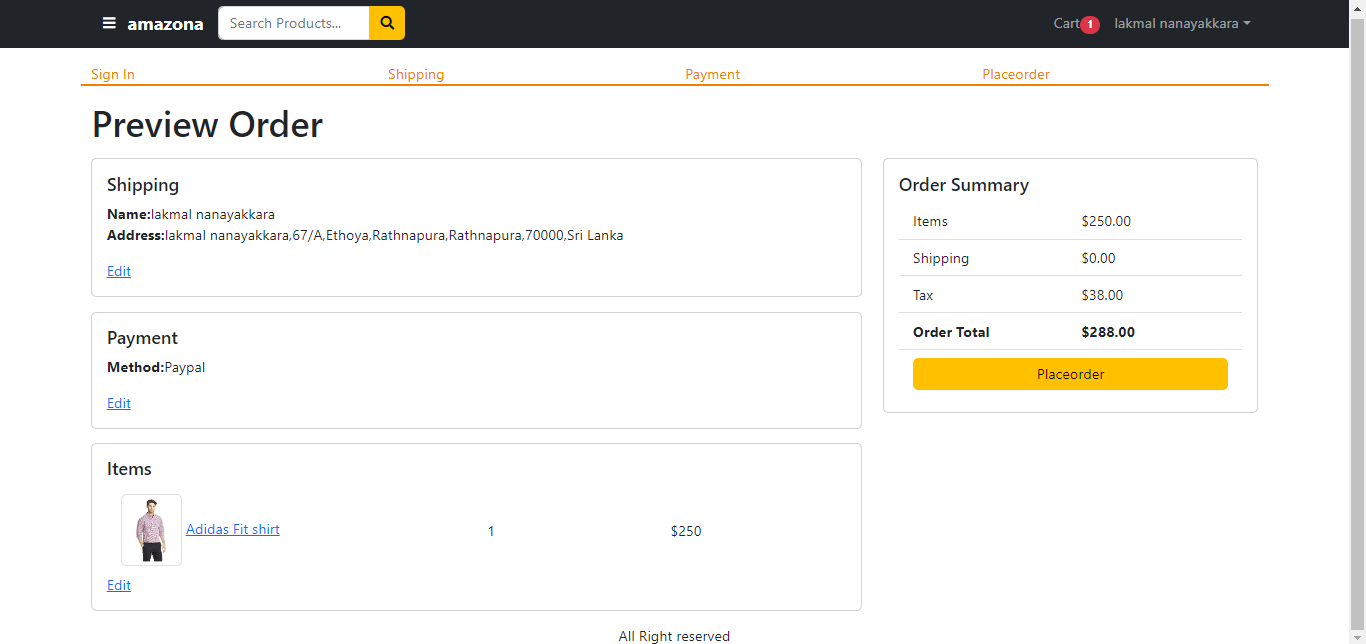 amazona
Search Products...
Cart 1
lakmal nanayakkara
Sign In Shipping Payment Placeorder
Preview Order
Shipping
Name:lakmal nanayakkara
Address:lakmal nanayakkara,67/A,Ethoya,Rathnapura,Rathnapura,70000,Sri Lanka
Edit
Payment
Method:Paypal
Edit
Items
Adidas Fit shirt 1 $250
Edit
Order Summary
Items $250.00
Shipping $0.00
Tax $38.00
Order Total $288.00
Placeorder
All Right reserved